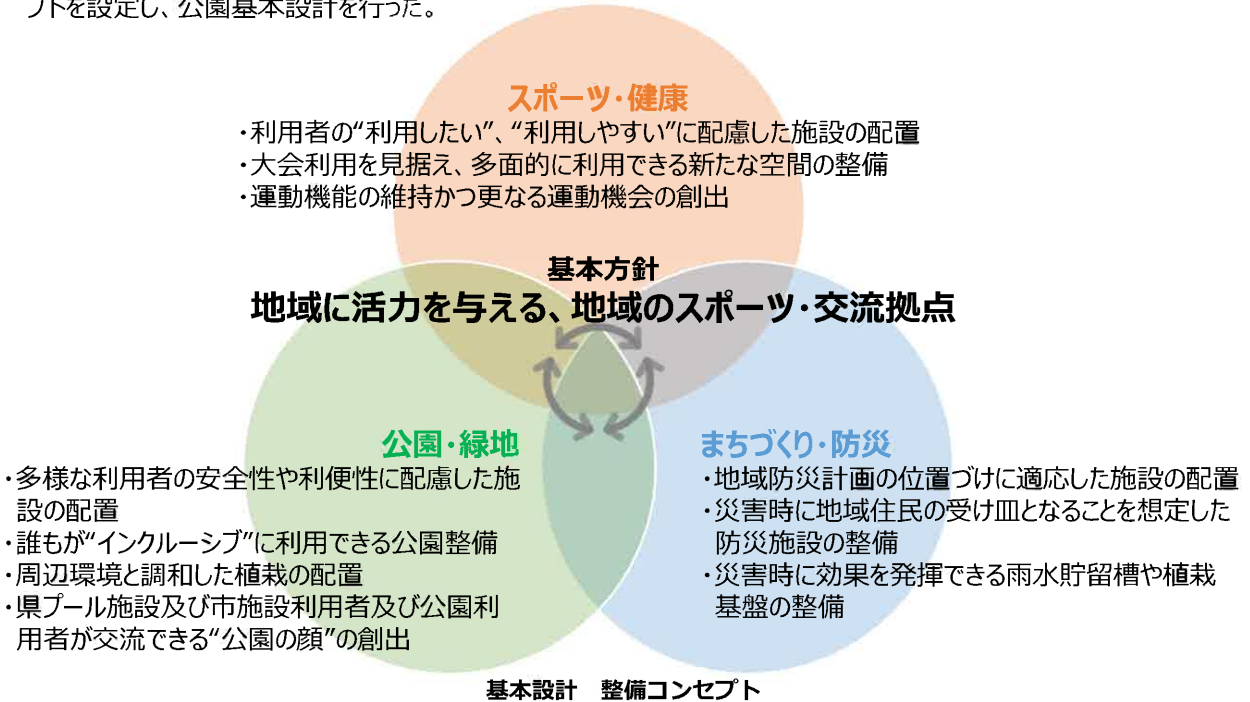 プトを設定し、公園基本設計を行った。
スポーツ・健康
・利用者の“利用したい”、“利用しやすい”に配慮した施設の配置
・大会利用を見据え、多面的に利用できる新たな空間の整備
・運動機能の維持かつ更なる運動機会の創出
基本方針
地域に活力を与える、地域のスポーツ・交流拠点
公園・緑地
・多様な利用者の安全性や利便性に配慮した施
設の配置
・誰もが“インクルーシブ”に利用できる公園整備
・周辺環境と調和した植栽の配置
・県プール施設及び市施設利用者及び公園利
用者が交流できる“公園の顔”の創出
まちづくり・防災
・地域防災計画の位置づけに適応した施設の配置
・災害時に地域住民の受け皿となることを想定した
防災施設の整備
・災害時に効果を発揮できる雨水貯留槽や植栽
基盤の整備
基本設計　整備コンセプト